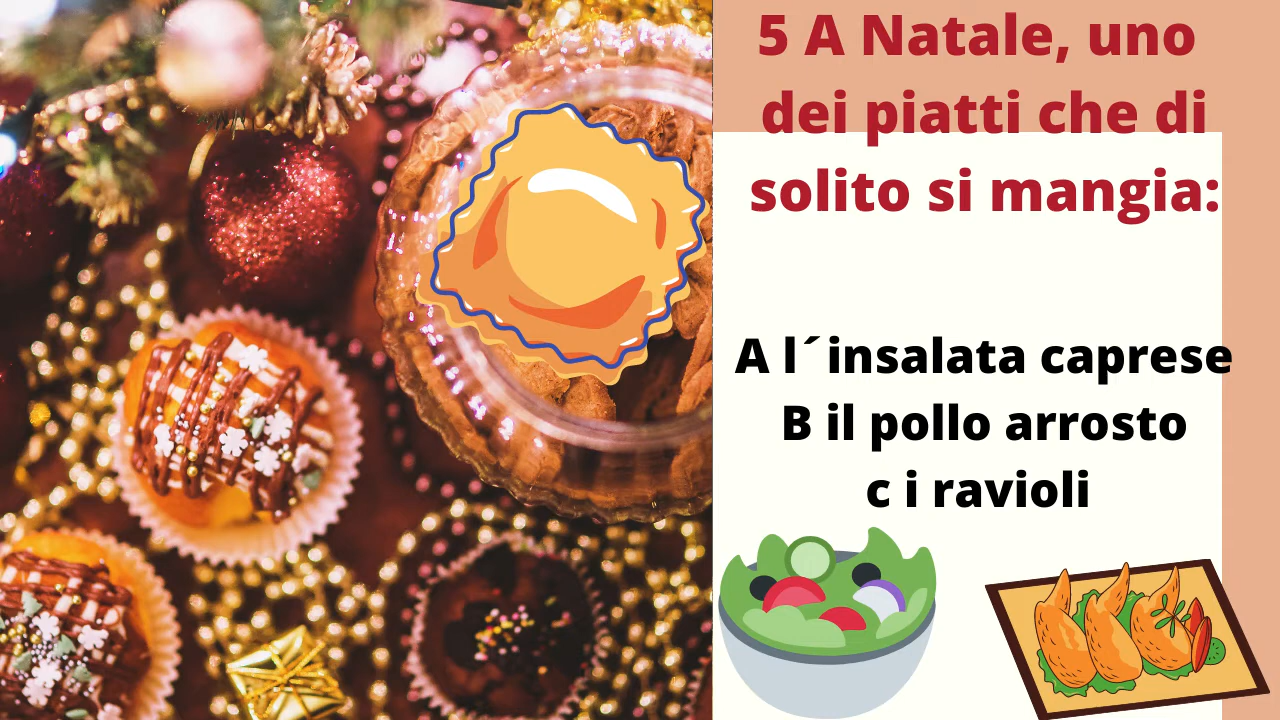 5 A Natale, uno
dei piatti che di
solito si mangia:
A l´insalata caprese
B il pollo arrosto
c i ravioli